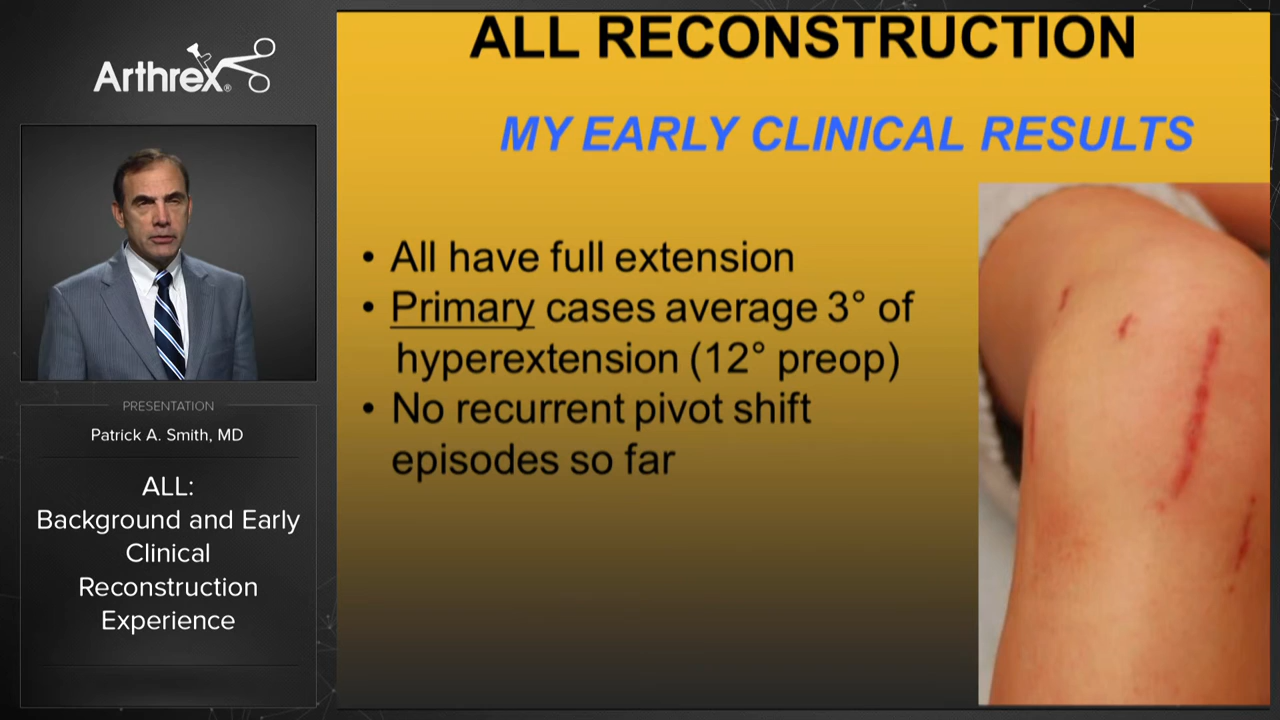 Arthrex®
PRESENTATION
Patrick A. Smith, MD
ALL:
Background and Early
Clinical
Reconstruction
Experience
ALL RECONSTRUCTION
MY EARLY CLINICAL RESULTS
• All have full extension
• Primary cases average 3° of
hyperextension (12° preop)
• No recurrent pivot shift
episodes so far